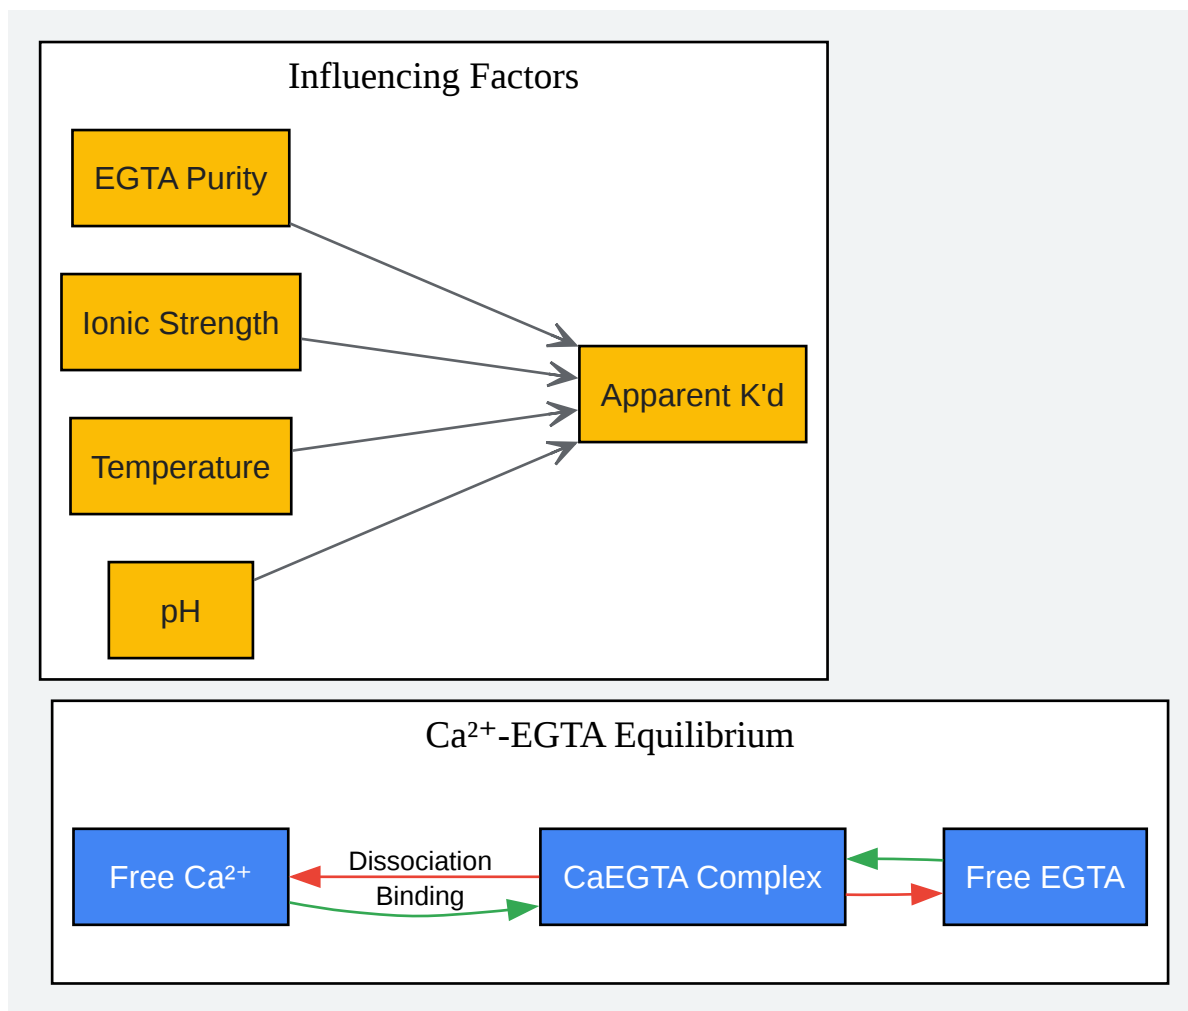 Influencing Factors
EGTA Purity
Ionic Strength
Apparent K'd
Temperature
pH
Ca²⁺-EGTA Equilibrium
Dissociation
Free Ca²⁺
CaEGTA Complex
Free EGTA
Binding